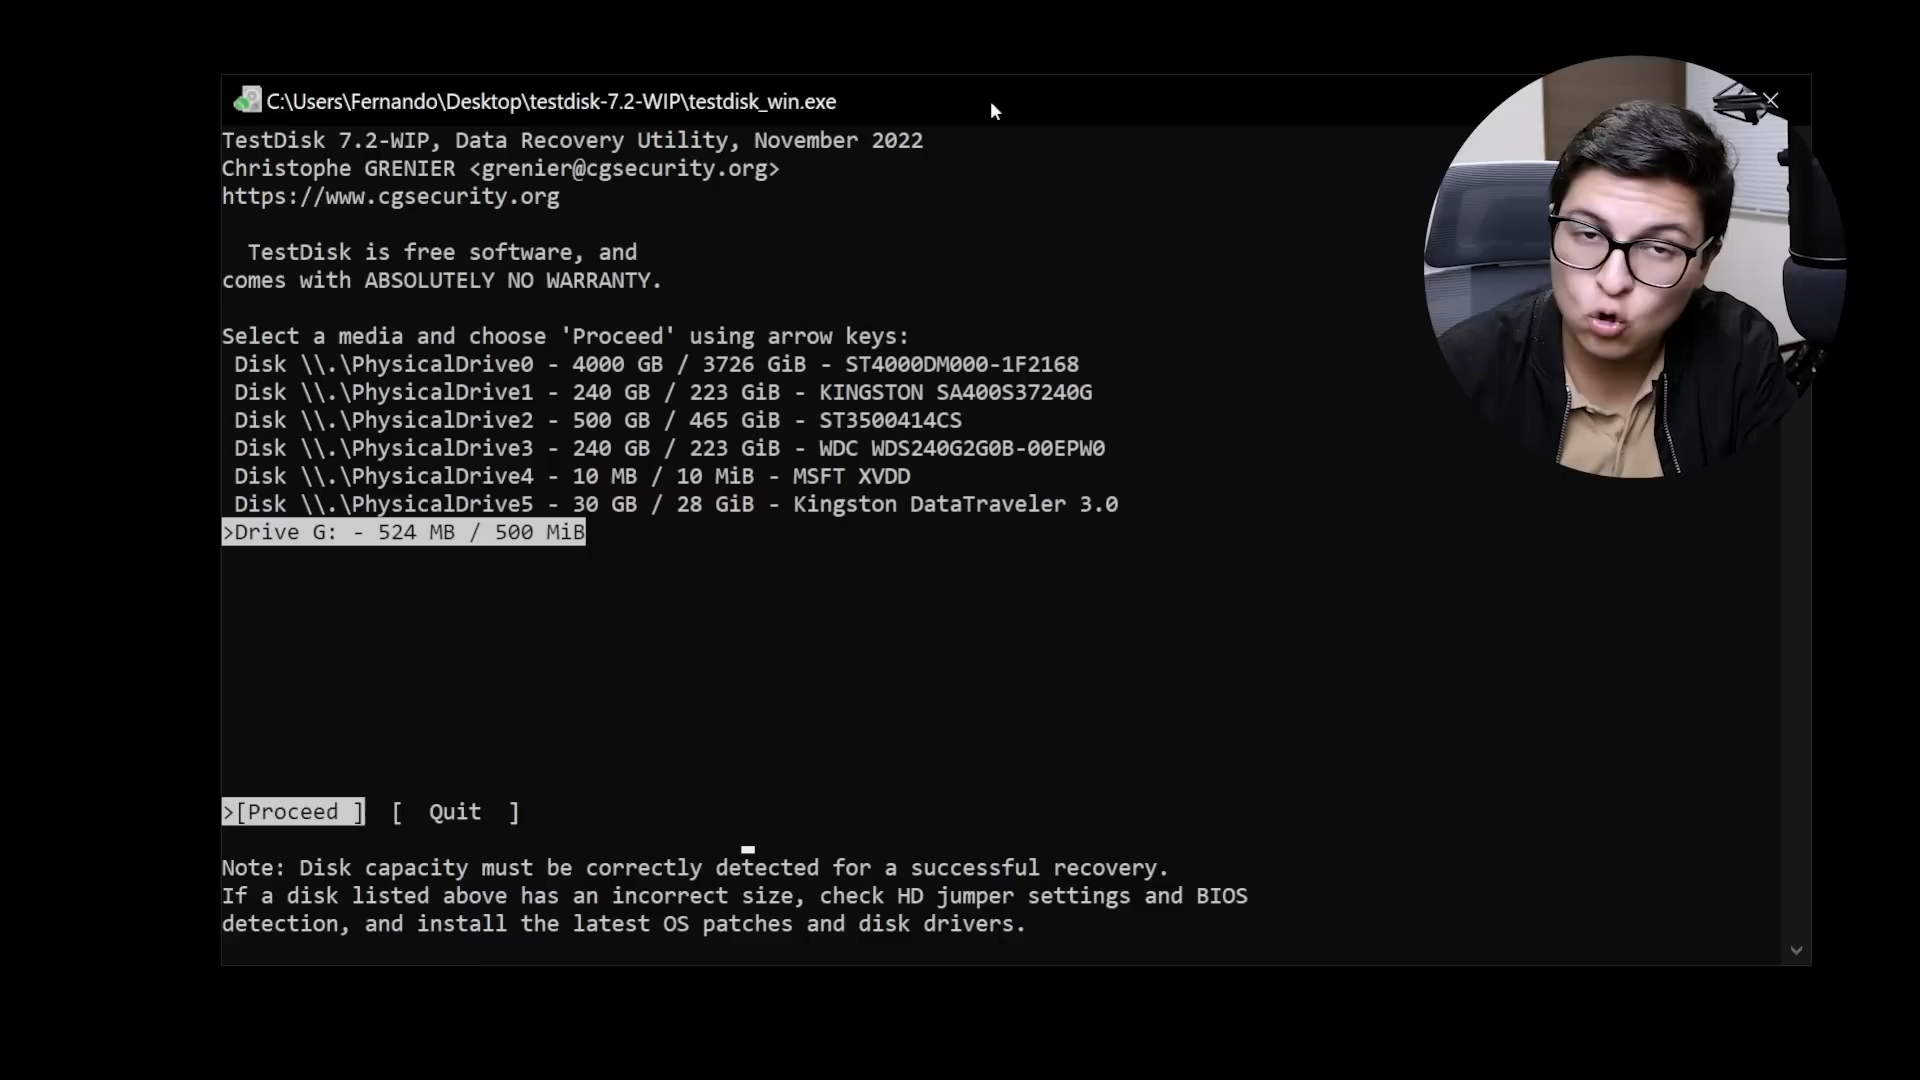 C:\Users\Fernando\Desktop\testdisk-7.2-WIP\testdisk_win.exe
TestDisk 7.2-WIP, Data Recovery Utility, November 2022
Christophe GRENIER <grenier@cgsecurity.org>
https://www.cgsecurity.org
TestDisk is free software, and
comes with ABSOLUTELY NO WARRANTY.
Select a media and choose 'Proceed' using arrow keys:
Disk \\.\PhysicalDrive0 - 4000 GB / 3726 GiB - ST4000DM000-1F2168
Disk \\.\PhysicalDrive1 - 240 GB / 223 GiB - KINGSTON SA400S37240G
Disk \\.\PhysicalDrive2 - 500 GB / 465 GiB - ST3500414CS
Disk \\.\PhysicalDrive3 - 240 GB / 223 GiB - WDC WDS240G2G0B-00EPW0
Disk \\.\PhysicalDrive4 - 10 MB / 10 MiB - MSFT XVDD
Disk \\.\PhysicalDrive5 - 30 GB / 28 GiB - Kingston DataTraveler 3.0
>Drive G: - 524 MB / 500 MiB
>[Proceed ]  [  Quit  ]
Note: Disk capacity must be correctly detected for a successful recovery.
If a disk listed above has an incorrect size, check HD jumper settings and BIOS
detection, and install the latest OS patches and disk drivers.